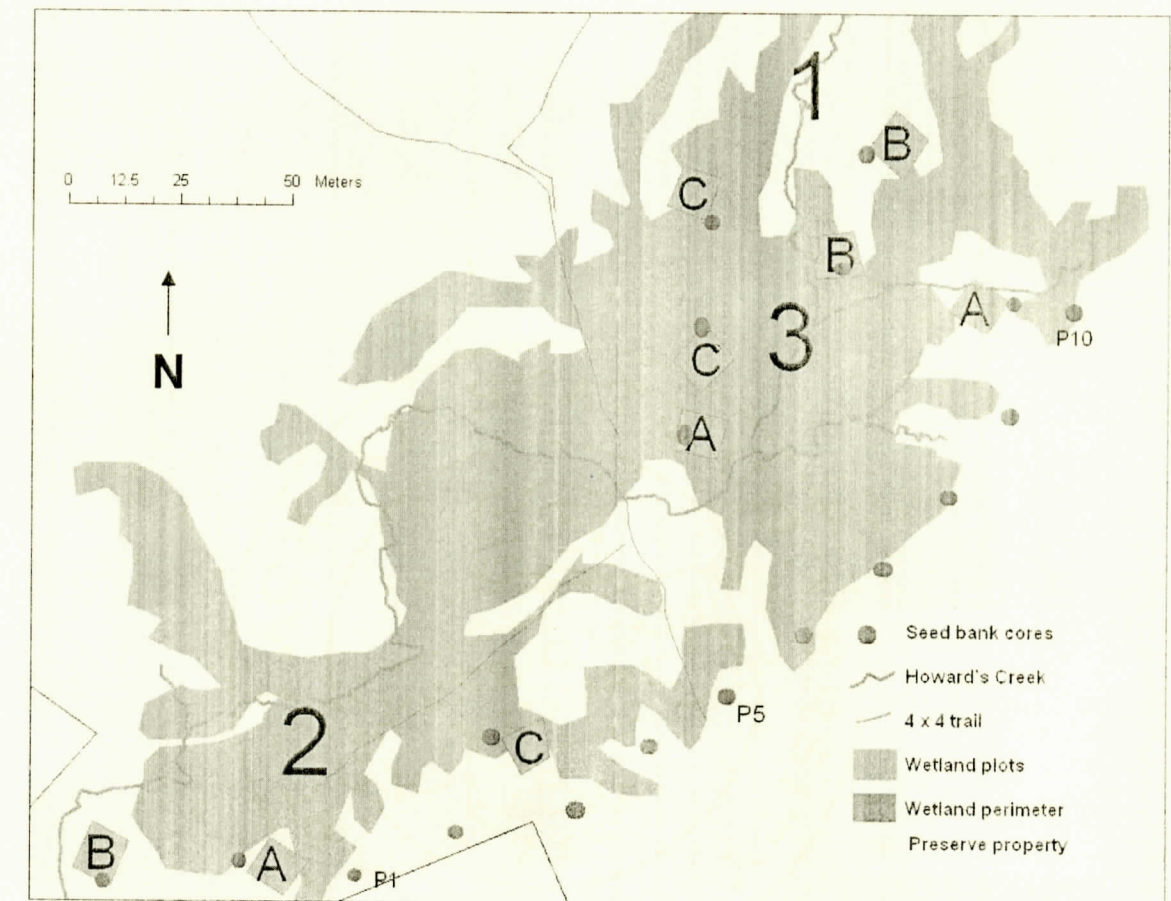 1
B
C
B
0 12.5 25 50 Meters
A
3
P10
C
N
A
Seed bank cores
Howard's Creek
P5
4 x 4 trail
2
C
Wetland plots
Wetland perimeter
Preserve property
B
A
P1